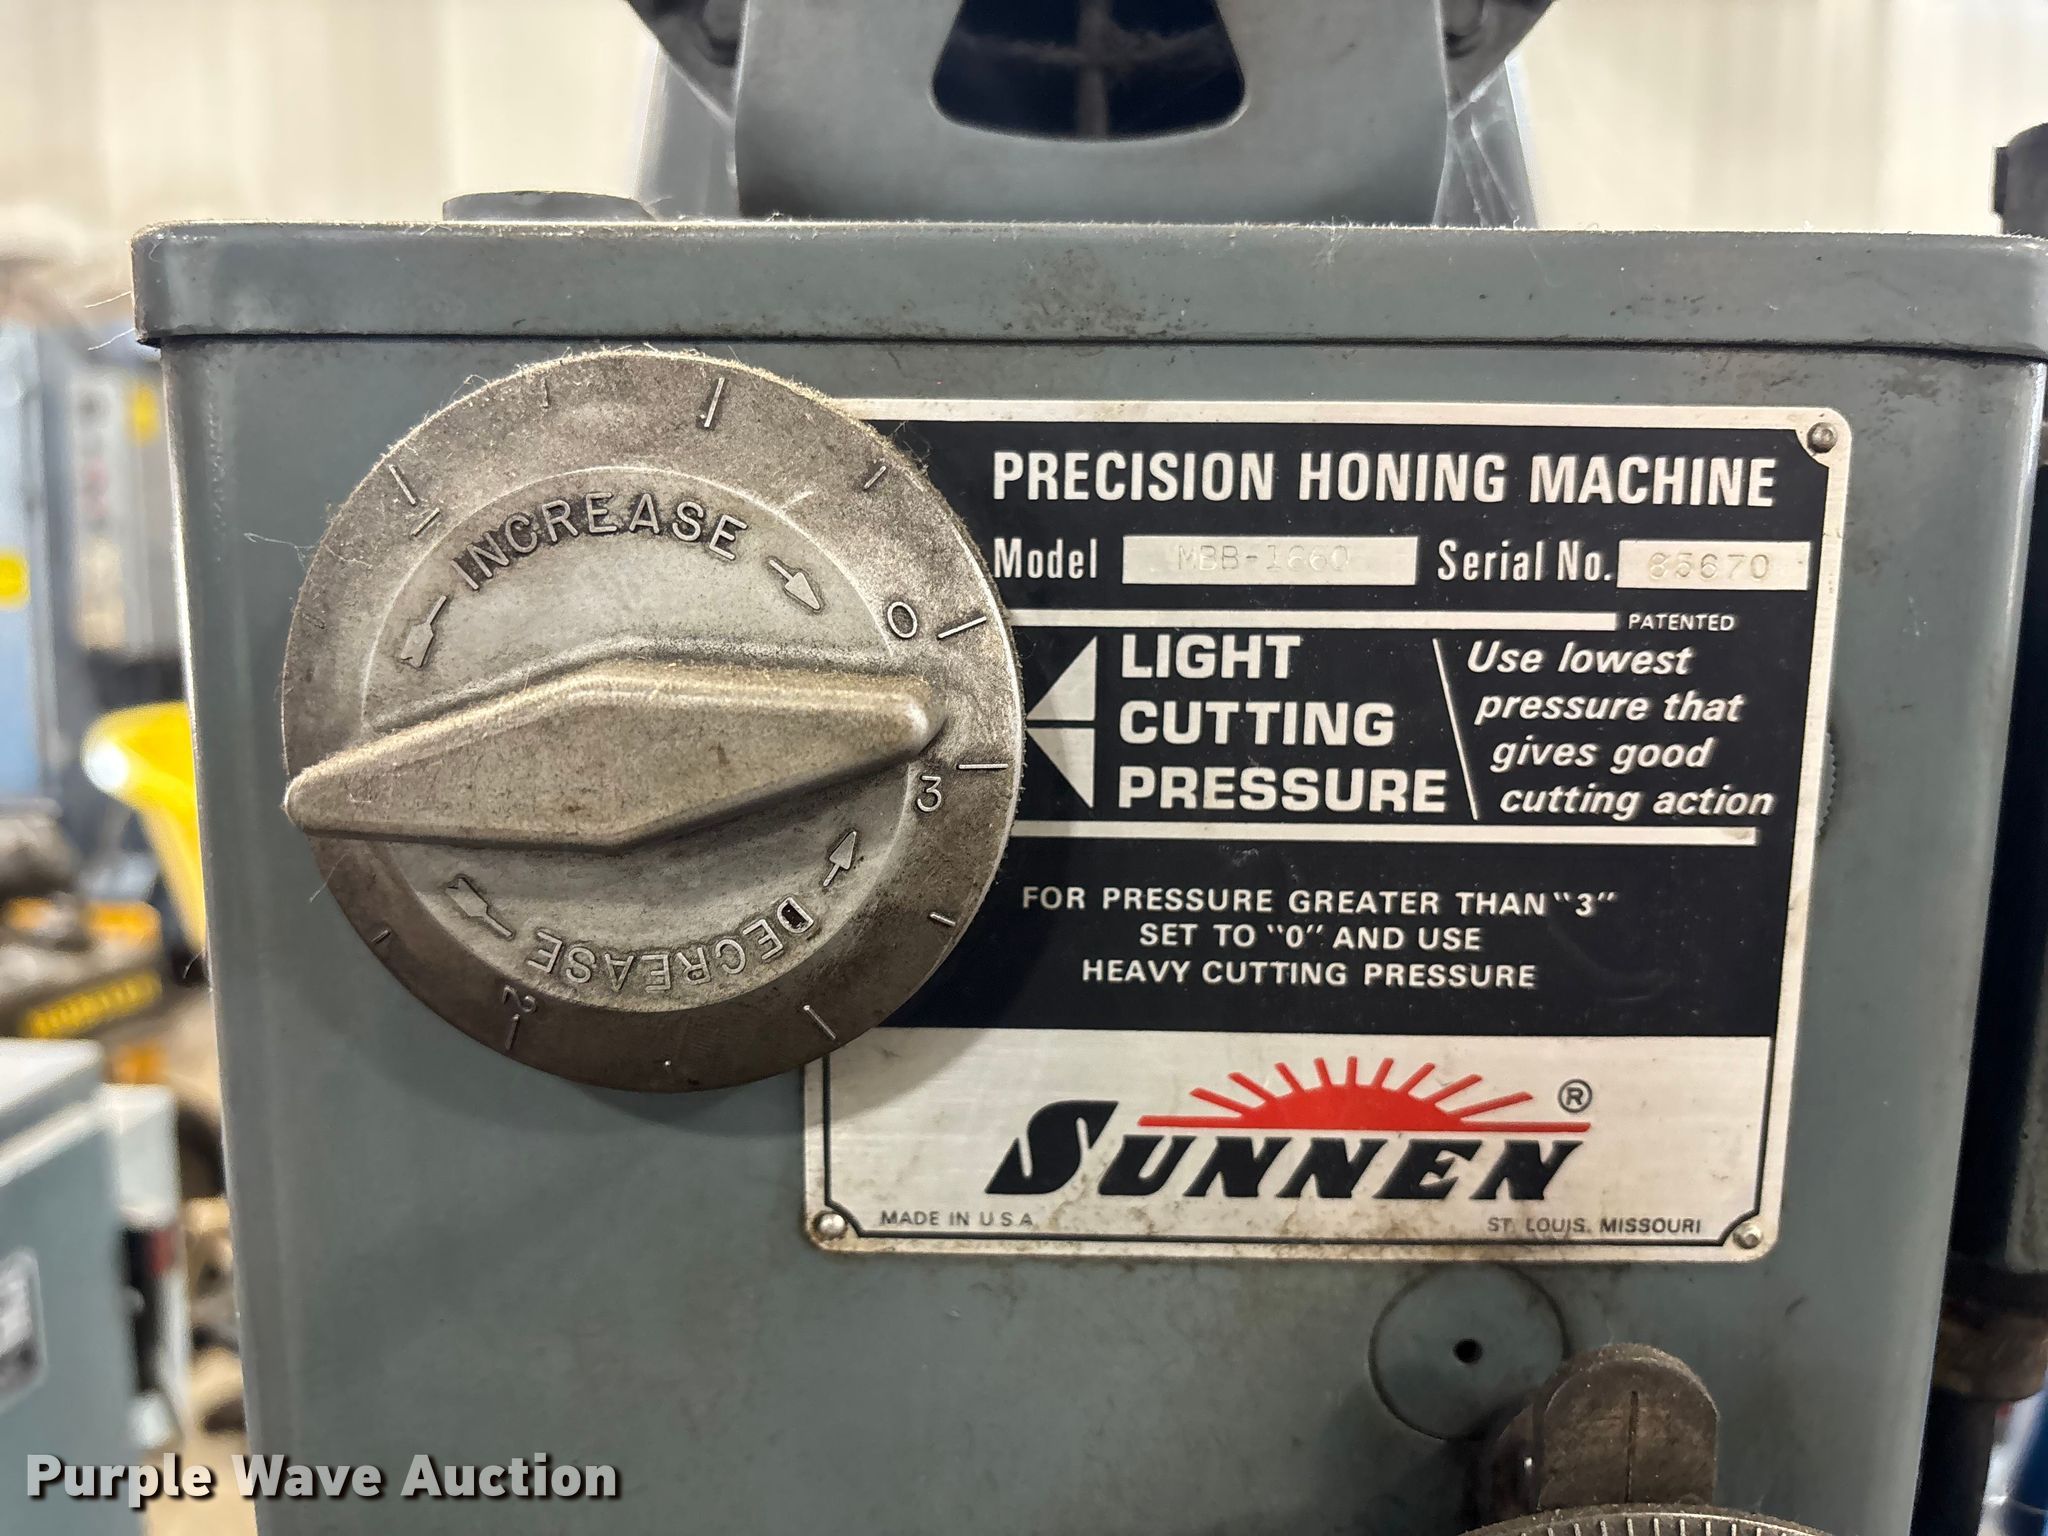 INCREASE
0
3
DECREASE
2
1
PRECISION HONING MACHINE
Model MBB-1660 Serial No. 85670
PATENTED
LIGHT
CUTTING
PRESSURE
Use lowest
pressure that
gives good
cutting action
FOR PRESSURE GREATER THAN "3"
SET TO "0" AND USE
HEAVY CUTTING PRESSURE
SUNNEN ®
MADE IN U.S.A.
ST. LOUIS, MISSOURI
Purple Wave Auction